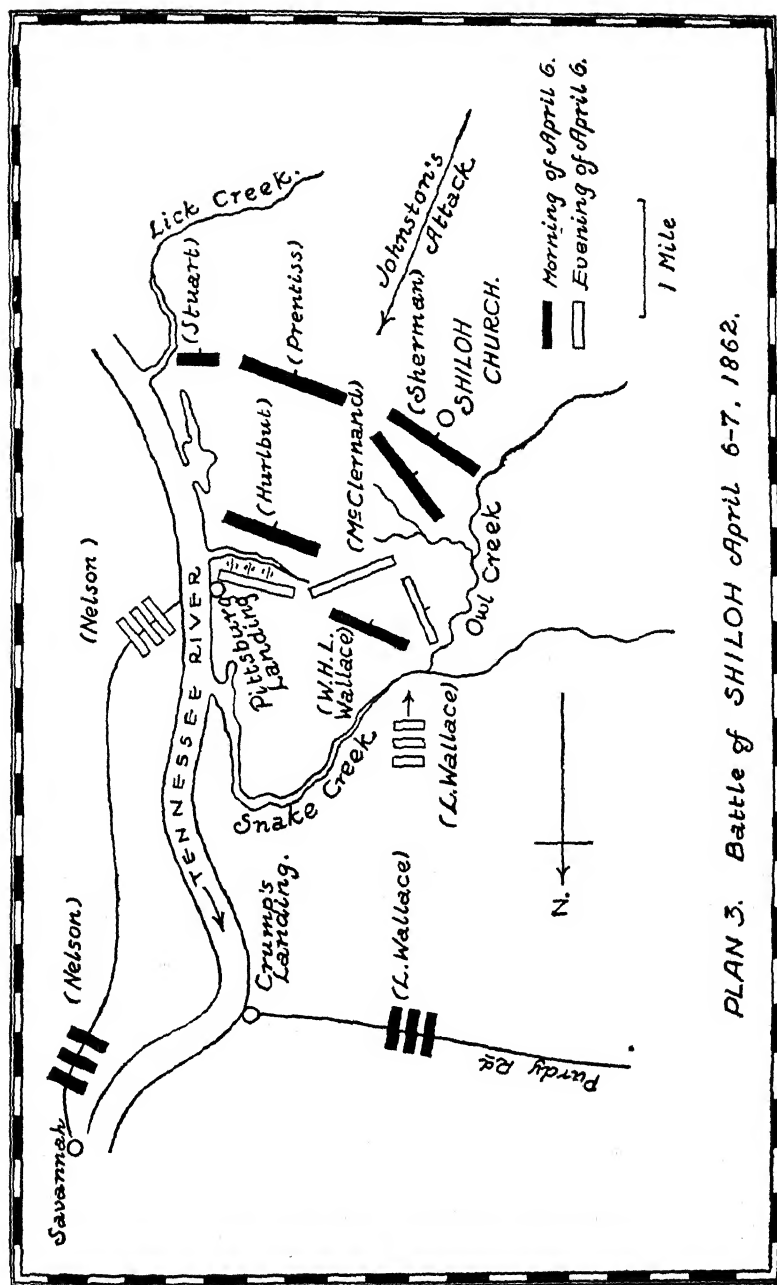 Savannah
(Nelson)
(Nelson)
TENNESSEE RIVER
Crump's
Landing.
(L. Wallace)
Purdy Rd
Snake Creek
(L. Wallace)
Pittsburg
Landing
(W.H.L.
Wallace)
(Hurlbut)
(McClernand)
Owl Creek
(Stuart)
(Prentiss)
(Sherman)
SHILOH
CHURCH.
Lick Creek.
Johnston's
Attack.
N.
Morning of April 6.
Evening of April 6.
1 Mile
PLAN 3. Battle of SHILOH April 6-7. 1862.